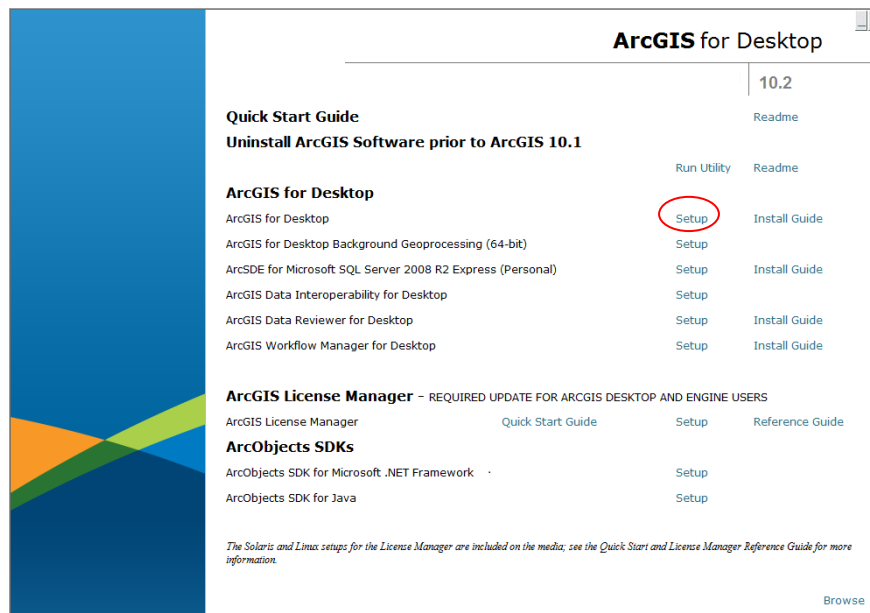 ArcGIS for Desktop
10.2
Quick Start Guide Readme
Uninstall ArcGIS Software prior to ArcGIS 10.1
Run Utility Readme
ArcGIS for Desktop
ArcGIS for Desktop Setup Install Guide
ArcGIS for Desktop Background Geoprocessing (64-bit) Setup
ArcSDE for Microsoft SQL Server 2008 R2 Express (Personal) Setup Install Guide
ArcGIS Data Interoperability for Desktop Setup
ArcGIS Data Reviewer for Desktop Setup Install Guide
ArcGIS Workflow Manager for Desktop Setup Install Guide
ArcGIS License Manager – REQUIRED UPDATE FOR ARCGIS DESKTOP AND ENGINE USERS
ArcGIS License Manager Quick Start Guide Setup Reference Guide
ArcObjects SDKs
ArcObjects SDK for Microsoft .NET Framework · Setup
ArcObjects SDK for Java Setup
The Solaris and Linux setups for the License Manager are included on the media; see the Quick Start and License Manager Reference Guide for more
information.
Browse